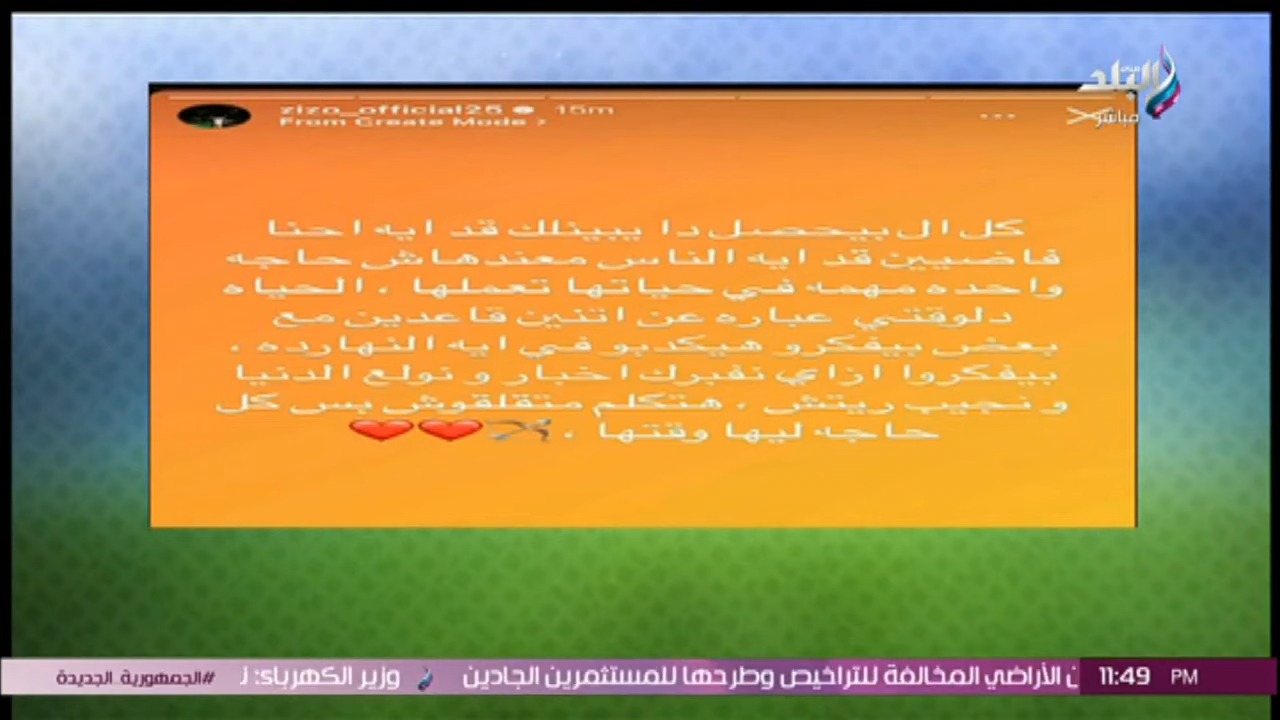 صدى
البلد
مباشر
zizo_official25 15m
From Create Mode >
كل ال بيحصل دا يبينلك قد ايه احنا
فاضيين قد ايه الناس معندهاش حاجه
واحده مهمه في حياتها تعملها ، الحياه
دلوقتي عباره عن اتنين قاعدين مع
بعض بيفكرو هيكدبو في ايه النهارده ،
بيفكروا ازاي نفبرك اخبار و نولع الدنيا
و نجيب ريتش ، هتكلم متقلقوش بس كل
حاجه ليها وقتها ، 🏹❤️❤️
ن الأراضي المخالفة للتراخيص وطرحها للمستثمرين الجادين وزير الكهرباء: ل
#الجمهورية الجديدة
11:49 PM